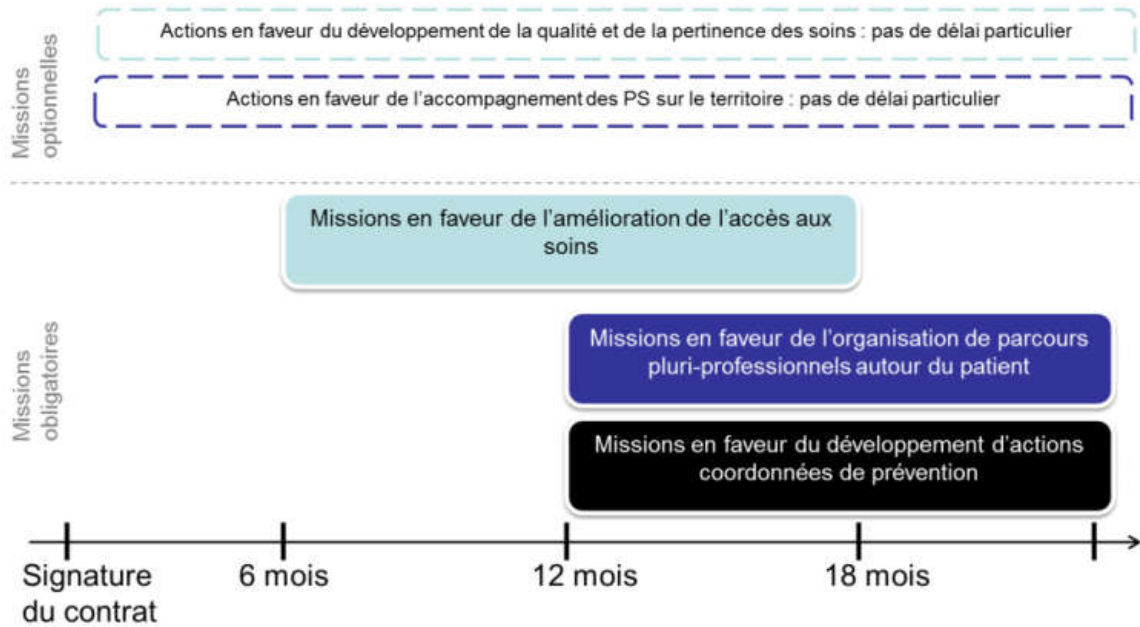 Missions
optionnelles
Actions en faveur du développement de la qualité et de la pertinence des soins : pas de délai particulier
Actions en faveur de l'accompagnement des PS sur le territoire : pas de délai particulier
Missions
obligatoires
Missions en faveur de l'amélioration de l'accès aux
soins
Missions en faveur de l'organisation de parcours
pluri-professionnels autour du patient
Missions en faveur du développement d'actions
coordonnées de prévention
Signature
du contrat
6 mois
12 mois
18 mois